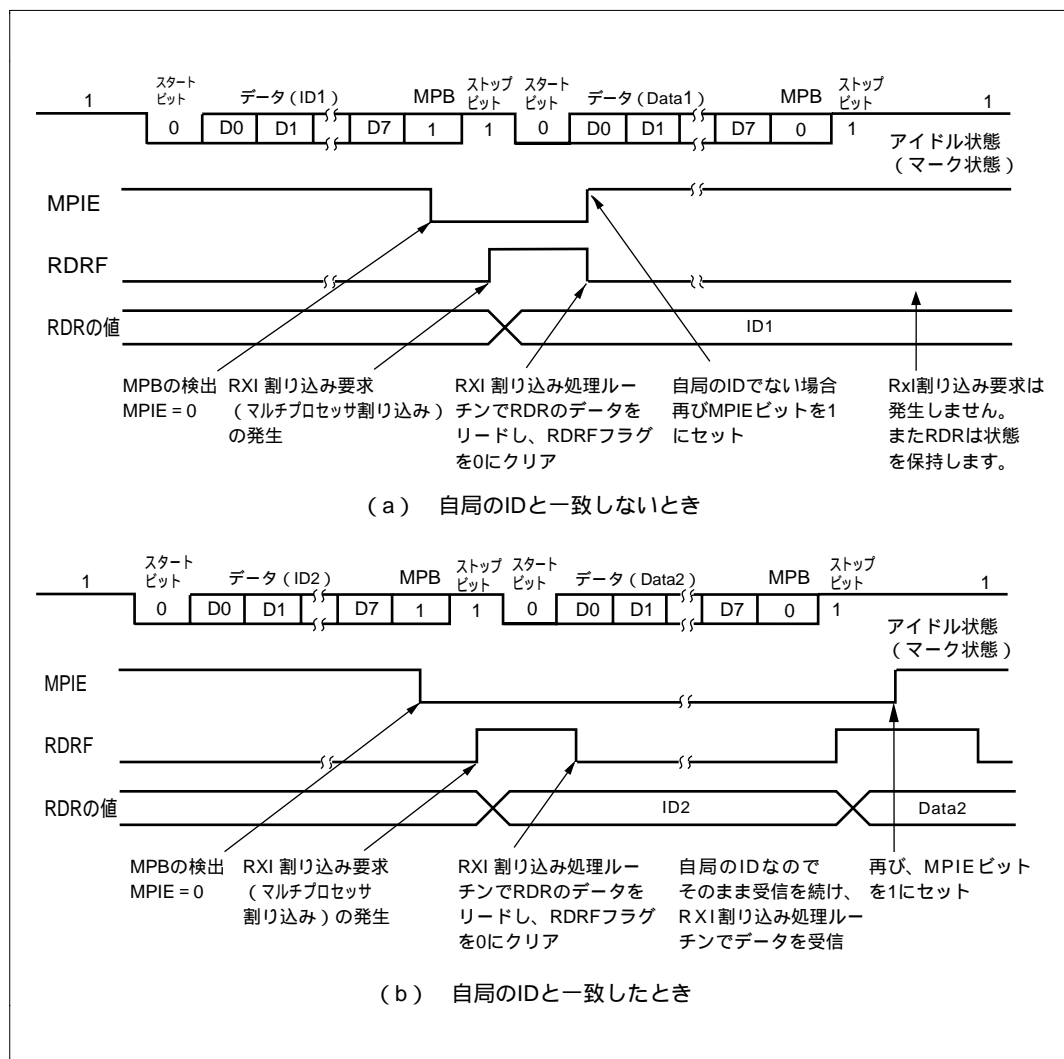 スタート ストップ スタート ストップ
1 ビット データ（ID1） MPB ビット ビット データ（Data1） MPB ビット 1
0 D0 D1 D7 1 1 0 D0 D1 D7 0 1
アイドル状態
（マーク状態）
MPIE
RDRF
RDRの値 ID1
MPBの検出
MPIE = 0
RXI 割り込み要求
（マルチプロセッサ割り込み）
の発生
RXI 割り込み処理ルー
チンでRDRのデータを
リードし、RDRFフラグ
を0にクリア
自局のIDでない場合
再びMPIEビットを1
にセット
RxI割り込み要求は
発生しません。
またRDRは状態
を保持します。
（a） 自局のIDと一致しないとき
スタート ストップ スタート ストップ
1 ビット データ（ID2） MPB ビット ビット データ（Data2） MPB ビット 1
0 D0 D1 D7 1 1 0 D0 D1 D7 0 1
アイドル状態
（マーク状態）
MPIE
RDRF
RDRの値 ID2 Data2
MPBの検出
MPIE = 0
RXI 割り込み要求
（マルチプロセッサ
割り込み）の発生
RXI 割り込み処理ルー
チンでRDRのデータを
リードし、RDRFフラグ
を0にクリア
自局のIDなので
そのまま受信を続け、
RXI割り込み処理ルー
チンでデータを受信
再び、MPIEビット
を1にセット
（b） 自局のIDと一致したとき